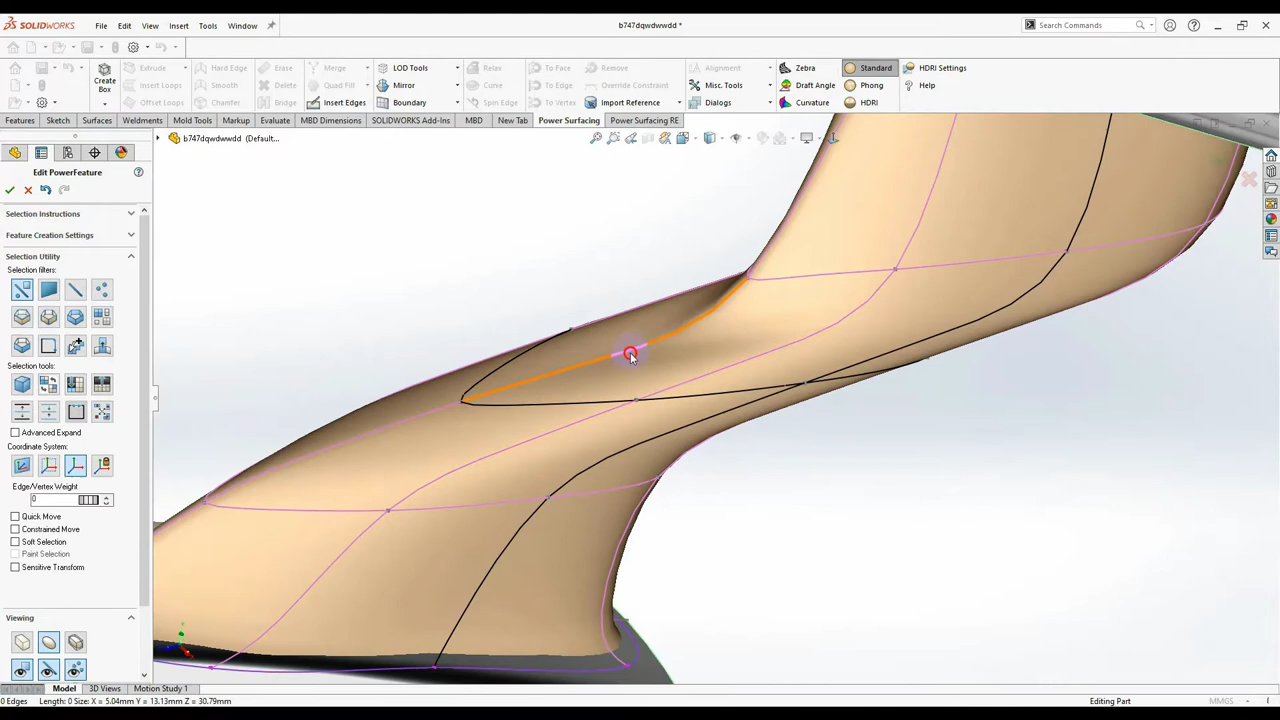 SOLIDWORKS File Edit View Insert Tools Window b747dqwdwwdd * Search Commands
Extrude Hard Edge Erase Merge LOD Tools Relax To Face Remove Alignment Zebra Standard HDRI Settings
Create Box Insert Loops Smooth Delete Quad Fill Mirror Curve To Edge Override Constraint Misc. Tools Draft Angle Phong Help
Offset Loops Chamfer Bridge Insert Edges Boundary Spin Edge To Vertex Import Reference Dialogs Curvature HDRI
Features Sketch Surfaces Weldments Mold Tools Markup Evaluate MBD Dimensions SOLIDWORKS Add-Ins MBD New Tab Power Surfacing Power Surfacing RE
b747dqwdwwdd (Default...
Edit PowerFeature
Selection Instructions
Feature Creation Settings
Selection Utility
Selection filters:
Selection tools:
Advanced Expand
Coordinate System:
Edge/Vertex Weight
0
Quick Move
Constrained Move
Soft Selection
Paint Selection
Sensitive Transform
Viewing
Model 3D Views Motion Study 1
0 Edges Length: 0 Size: X = 5.04mm Y = 13.13mm Z = 30.79mm Editing Part MMGS